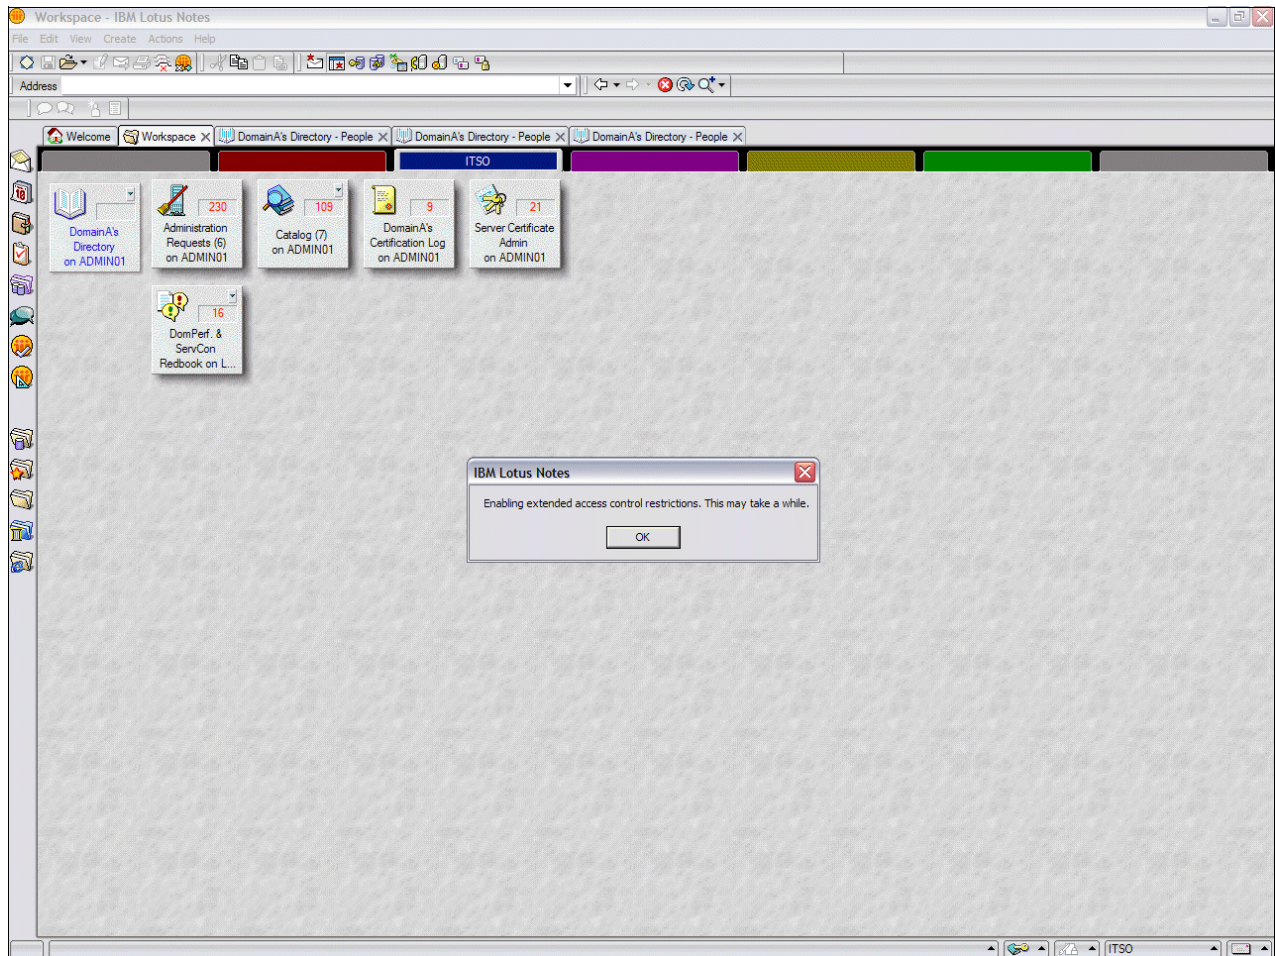 Workspace - IBM Lotus Notes
File Edit View Create Actions Help
Address
Welcome Workspace DomainA's Directory - People DomainA's Directory - People DomainA's Directory - People
ITSO
DomainA's
Directory
on ADMIN01
230
Administration
Requests (6)
on ADMIN01
109
Catalog (7)
on ADMIN01
9
DomainA's
Certification Log
on ADMIN01
21
Server Certificate
Admin
on ADMIN01
16
DomPerf. &
ServCon
Redbook on L...
IBM Lotus Notes
Enabling extended access control restrictions. This may take a while.
OK
ITSO